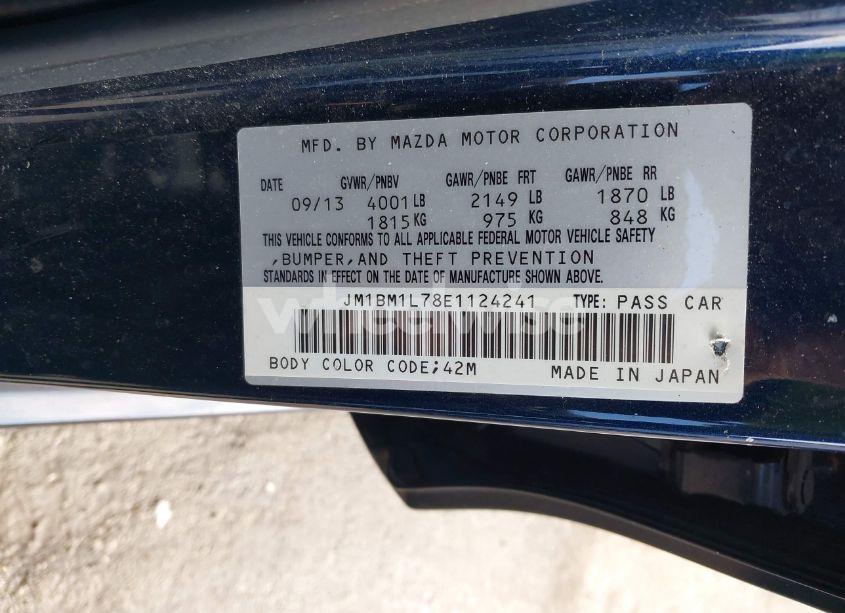 MFD. BY MAZDA MOTOR CORPORATION
DATE GVWR/PNBV GAWR/PNBE FRT GAWR/PNBE RR
09/13 4001 LB 2149 LB 1870 LB
1815 KG 975 KG 848 KG
THIS VEHICLE CONFORMS TO ALL APPLICABLE FEDERAL MOTOR VEHICLE SAFETY
,BUMPER,AND THEFT PREVENTION
STANDARDS IN EFFECT ON THE DATE OF MANUFACTURE SHOWN ABOVE.
JM1BM1L78E1124241 TYPE: PASS CAR
wheelwise
BODY COLOR CODE;42M MADE IN JAPAN